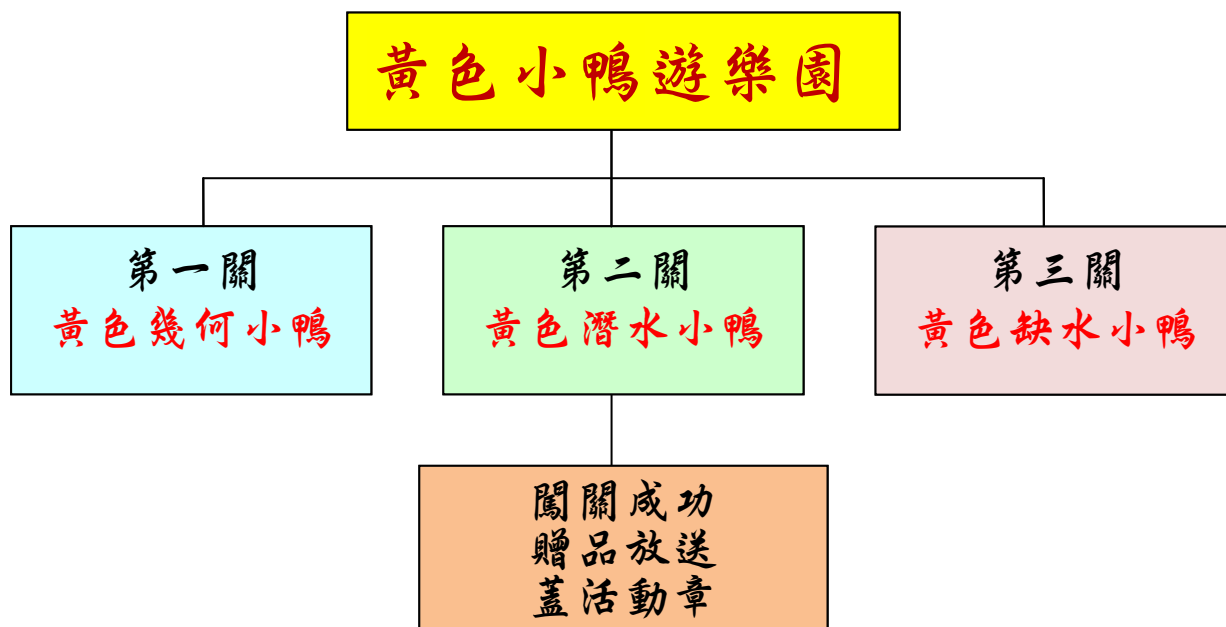 黃色小鴨遊樂園
第一關
黃色幾何小鴨
第二關
黃色潛水小鴨
第三關
黃色缺水小鴨
闖關成功
贈品放送
蓋活動章